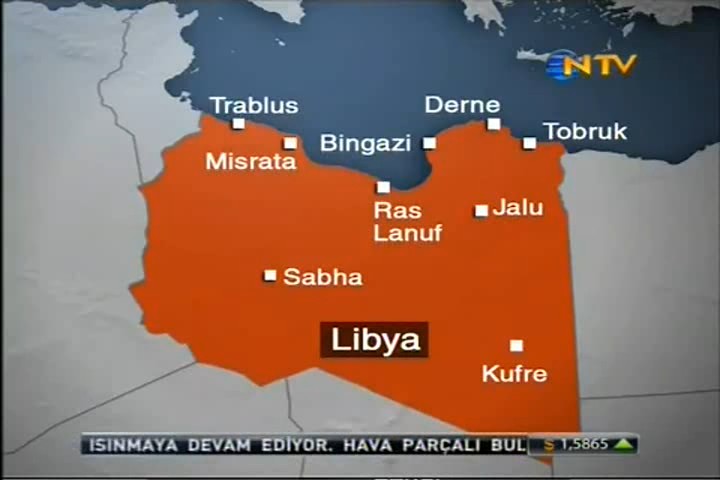 NTV
Trablus
Derne
Tobruk
Misrata
Bingazi
Ras
Lanuf
Jalu
Sabha
Libya
Kufre
ISINMAYA DEVAM EDİYOR. HAVA PARÇALI BUL
$ 1,5865